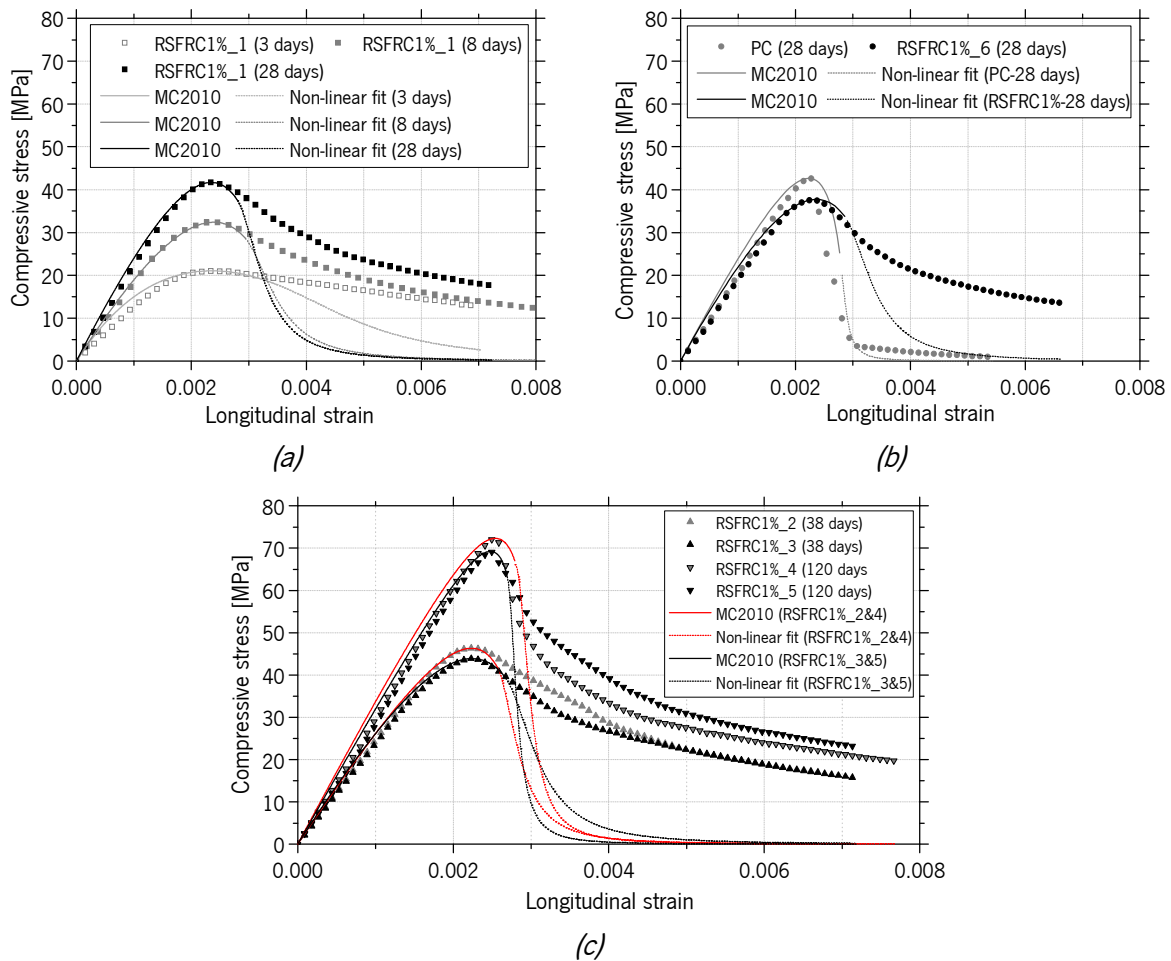 80
70
60
50
40
30
20
10
0
Compressive stress [MPa]
RSFRC1%_1 (3 days) RSFRC1%_1 (8 days)
RSFRC1%_1 (28 days)
MC2010 Non-linear fit (3 days)
MC2010 Non-linear fit (8 days)
MC2010 Non-linear fit (28 days)
0.000 0.002 0.004 0.006 0.008
Longitudinal strain
(a)
80
70
60
50
40
30
20
10
0
Compressive stress [MPa]
PC (28 days) RSFRC1%_6 (28 days)
MC2010 Non-linear fit (PC-28 days)
MC2010 Non-linear fit (RSFRC1%-28 days)
0.000 0.002 0.004 0.006 0.008
Longitudinal strain
(b)
80
70
60
50
40
30
20
10
0
Compressive stress [MPa]
RSFRC1%_2 (38 days)
RSFRC1%_3 (38 days)
RSFRC1%_4 (120 days
RSFRC1%_5 (120 days)
MC2010 (RSFRC1%_2&4)
Non-linear fit (RSFRC1%_2&4)
MC2010 (RSFRC1%_3&5)
Non-linear fit (RSFRC1%_3&5)
0.000 0.002 0.004 0.006 0.008
Longitudinal strain
(c)